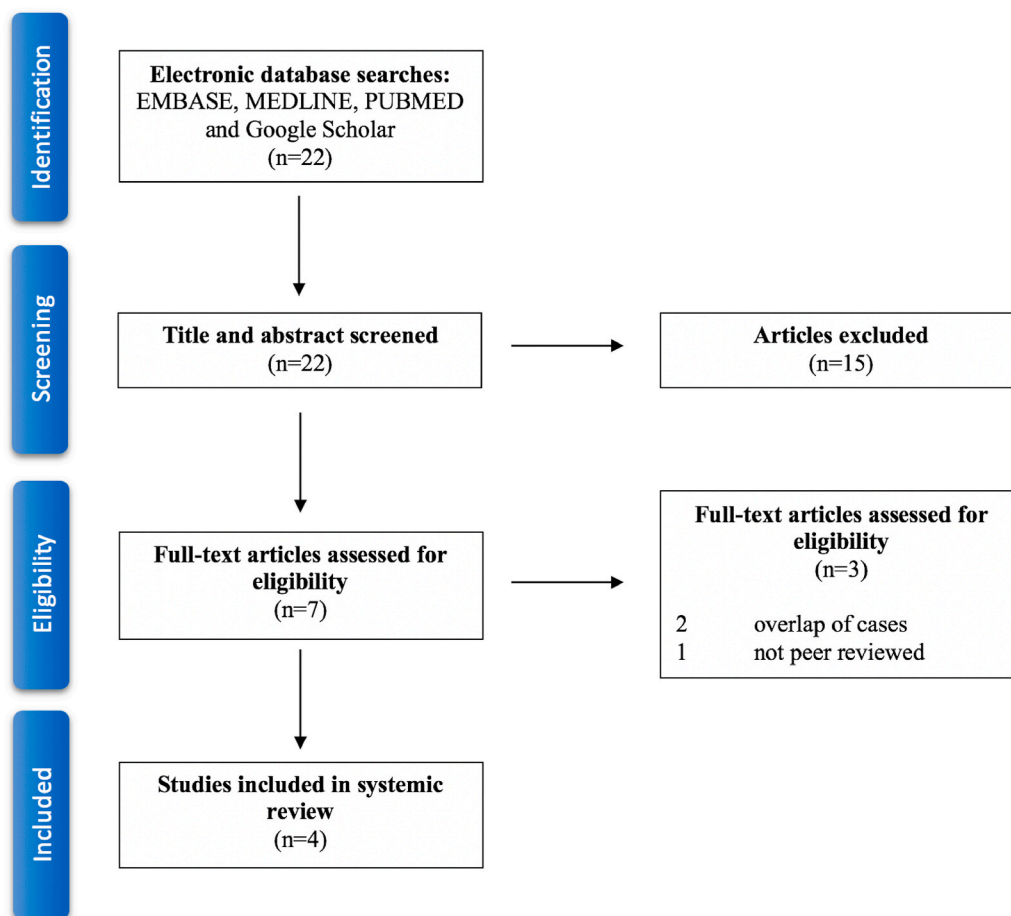 Identification
Electronic database searches:
EMBASE, MEDLINE, PUBMED
and Google Scholar
(n=22)
Screening
Title and abstract screened
(n=22)
Articles excluded
(n=15)
Eligibility
Full-text articles assessed for
eligibility
(n=7)
Full-text articles assessed for
eligibility
(n=3)
2 overlap of cases
1 not peer reviewed
Included
Studies included in systemic
review
(n=4)